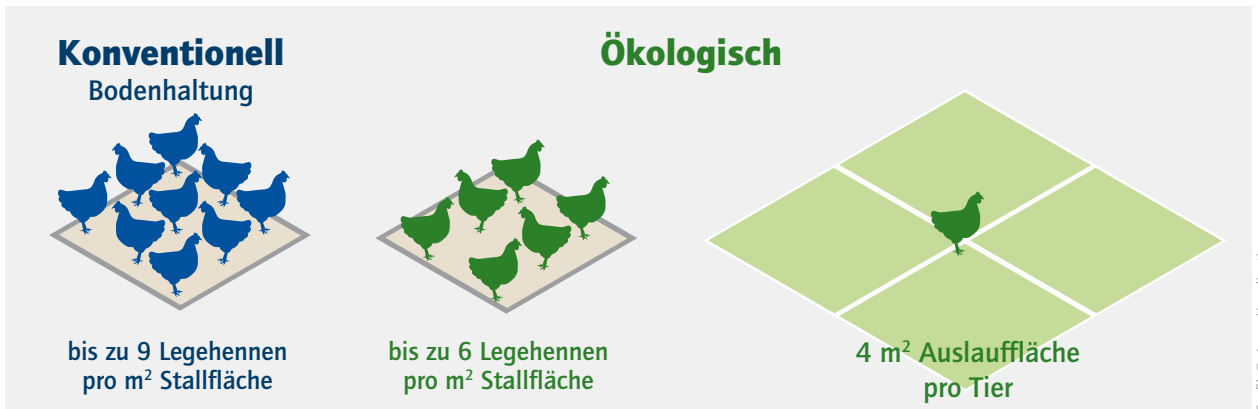 Konventionell
Bodenhaltung
Ökologisch
bis zu 9 Legehennen
pro m² Stallfläche
bis zu 6 Legehennen
pro m² Stallfläche
4 m² Auslauffläche
pro Tier